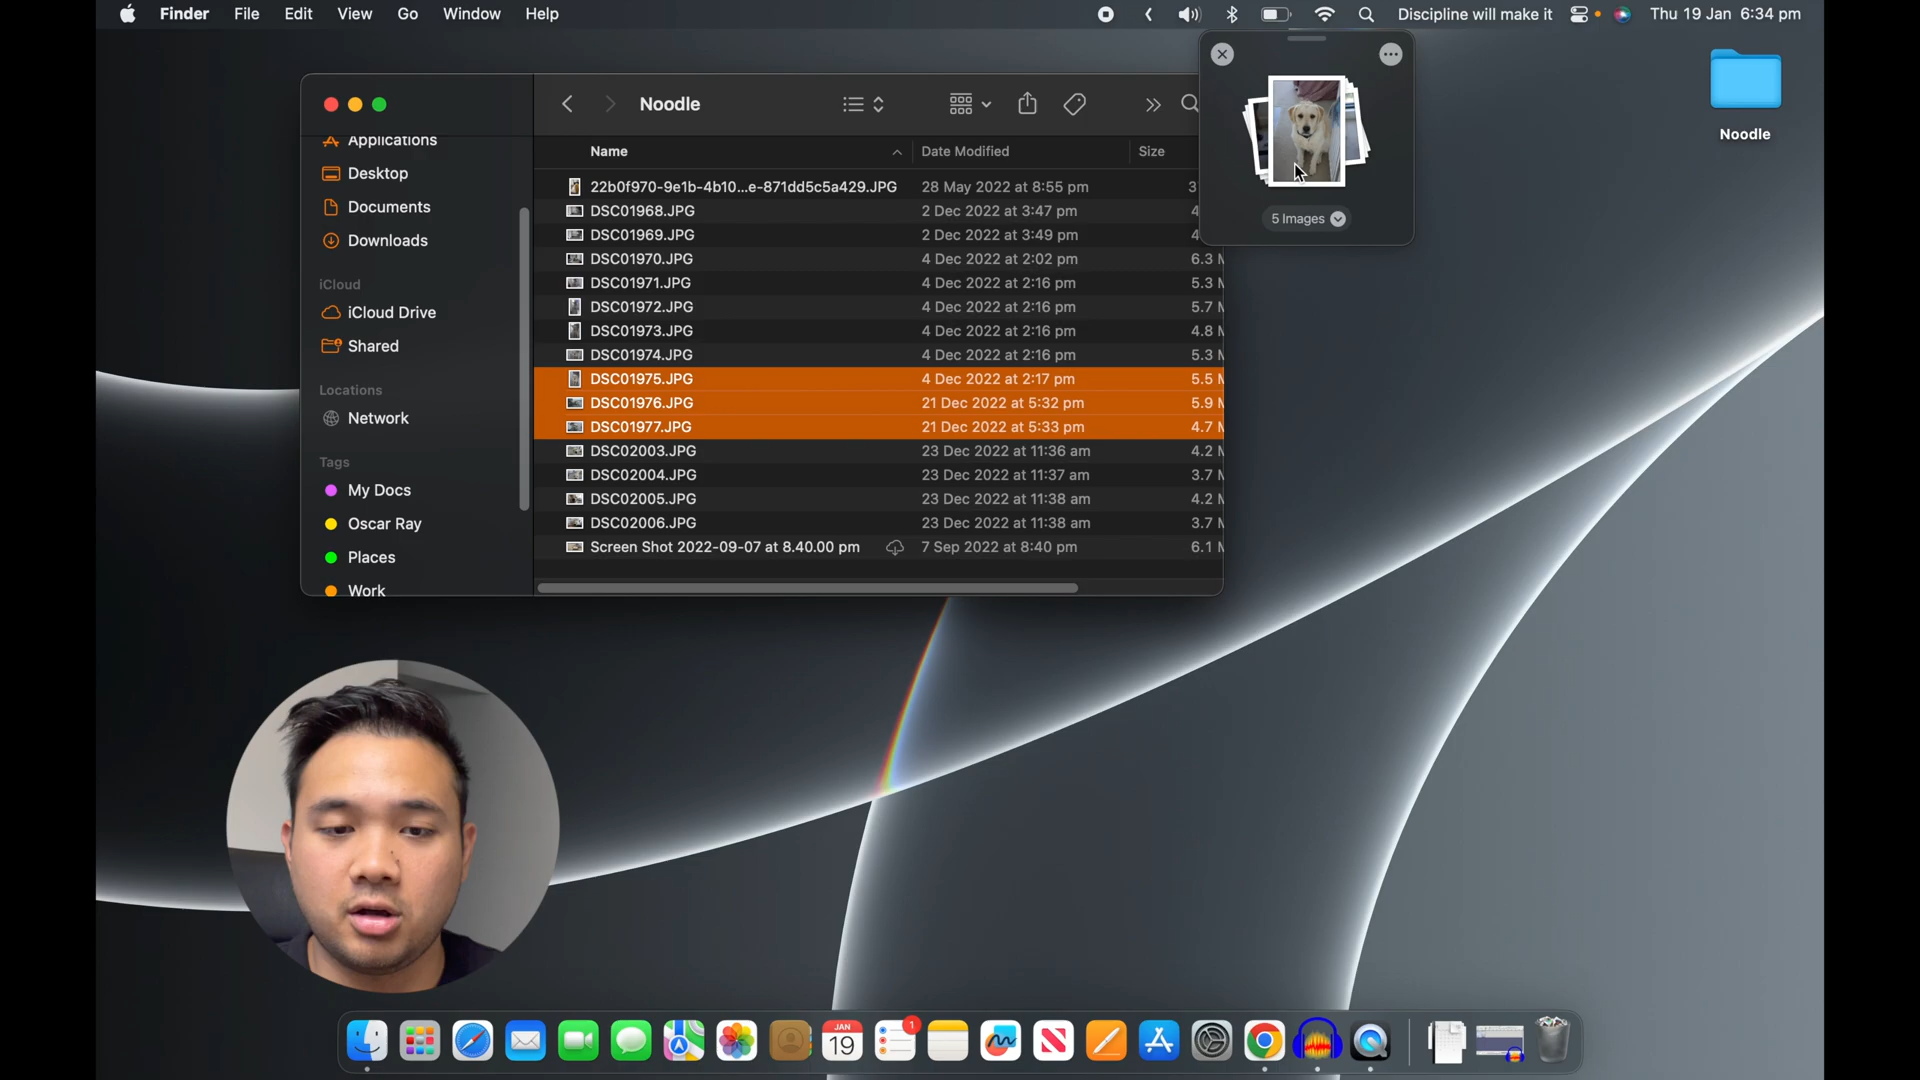 Finder File Edit View Go Window Help
Discipline will make it
Thu 19 Jan 6:34 pm
Noodle
Applications
Desktop
Documents
Downloads
iCloud
iCloud Drive
Shared
Locations
Network
Tags
My Docs
Oscar Ray
Places
Work
Noodle
Name Date Modified Size
22b0f970-9e1b-4b10...e-871dd5c5a429.JPG 28 May 2022 at 8:55 pm 3
DSC01968.JPG 2 Dec 2022 at 3:47 pm 4
DSC01969.JPG 2 Dec 2022 at 3:49 pm 4
DSC01970.JPG 4 Dec 2022 at 2:02 pm 6.3 M
DSC01971.JPG 4 Dec 2022 at 2:16 pm 5.3 M
DSC01972.JPG 4 Dec 2022 at 2:16 pm 5.7 M
DSC01973.JPG 4 Dec 2022 at 2:16 pm 4.8 M
DSC01974.JPG 4 Dec 2022 at 2:16 pm 5.3 M
DSC01975.JPG 4 Dec 2022 at 2:17 pm 5.5 M
DSC01976.JPG 21 Dec 2022 at 5:32 pm 5.9 M
DSC01977.JPG 21 Dec 2022 at 5:33 pm 4.7 M
DSC02003.JPG 23 Dec 2022 at 11:36 am 4.2 M
DSC02004.JPG 23 Dec 2022 at 11:37 am 3.7 M
DSC02005.JPG 23 Dec 2022 at 11:38 am 4.2 M
DSC02006.JPG 23 Dec 2022 at 11:38 am 3.7 M
Screen Shot 2022-09-07 at 8.40.00 pm 7 Sep 2022 at 8:40 pm 6.1 M
5 Images
JAN
19
1